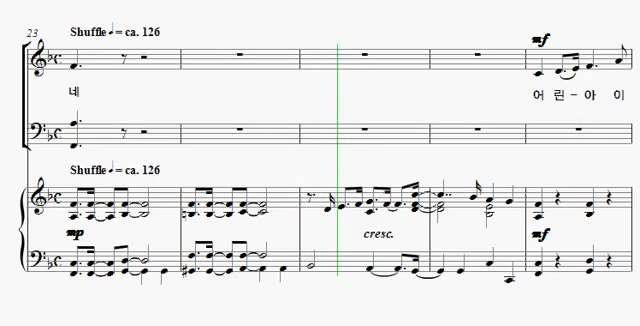 23
Shuffle ♩= ca. 126
mf
네
어 린 - 아 이
Shuffle ♩= ca. 126
mp
cresc.
mf